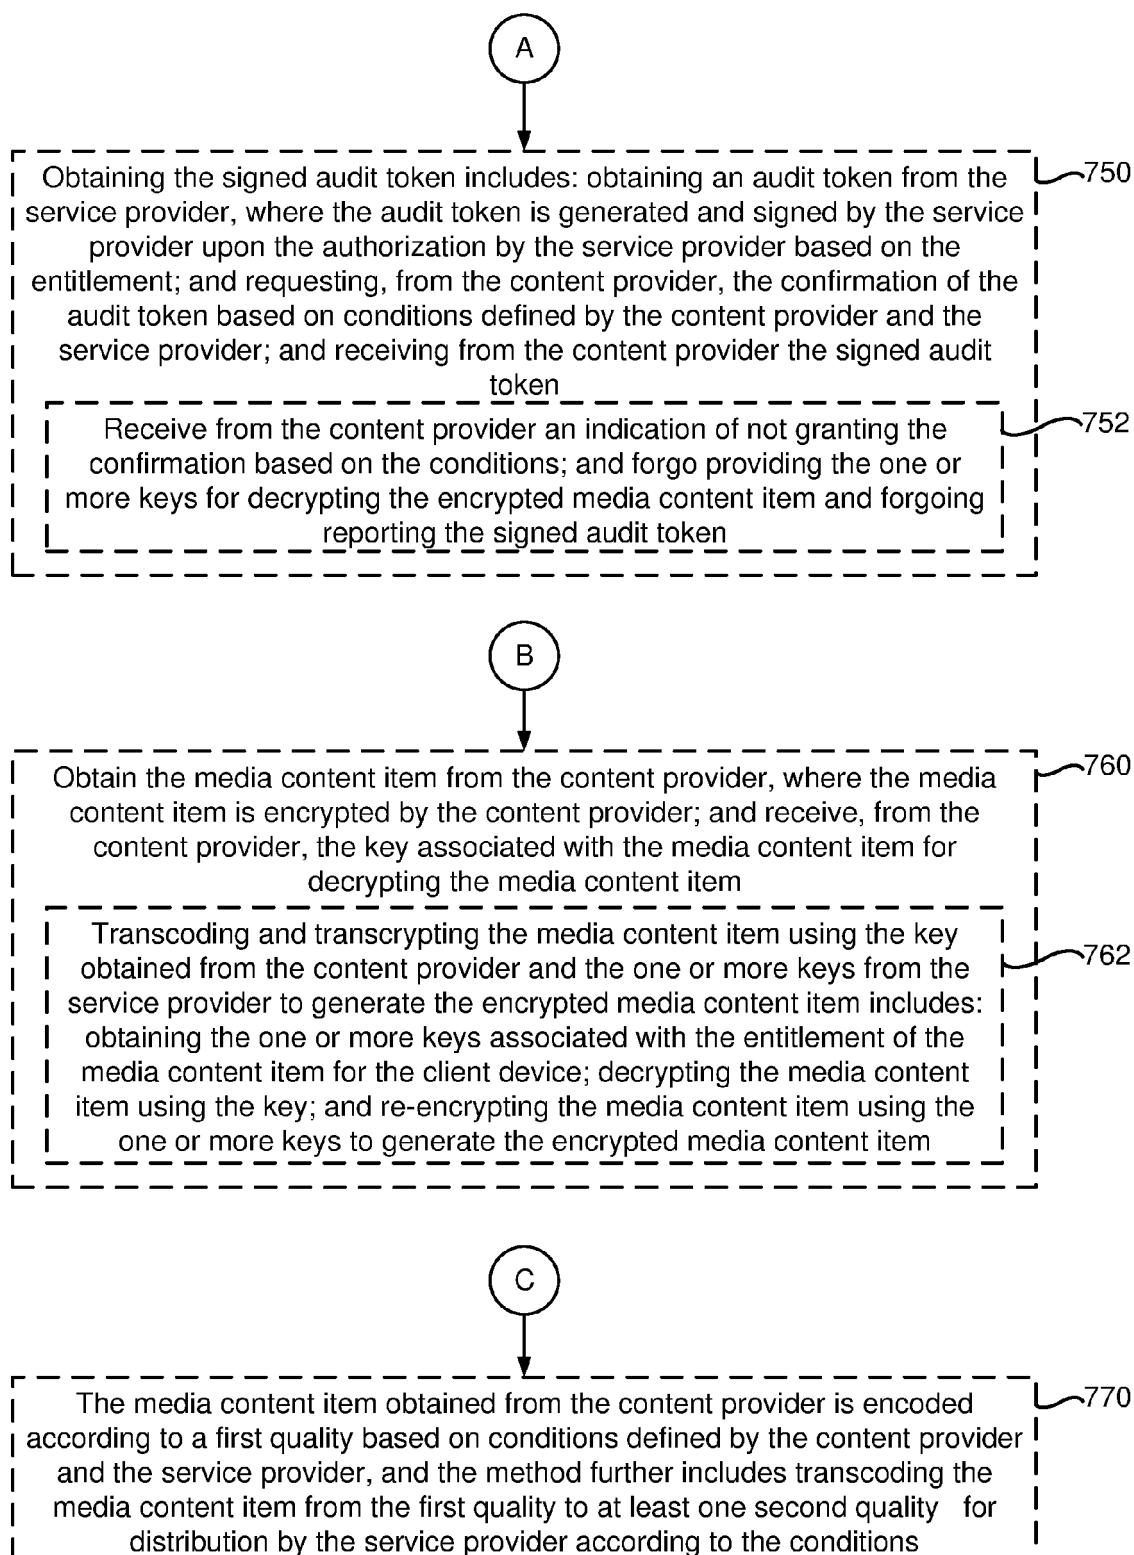 A
Obtaining the signed audit token includes: obtaining an audit token from the
750
service provider, where the audit token is generated and signed by the service
provider upon the authorization by the service provider based on the
entitlement; and requesting, from the content provider, the confirmation of the
audit token based on conditions defined by the content provider and the
service provider; and receiving from the content provider the signed audit
token
Receive from the content provider an indication of not granting the
752
confirmation based on the conditions; and forgo providing the one or
more keys for decrypting the encrypted media content item and forgoing
reporting the signed audit token
B
Obtain the media content item from the content provider, where the media
760
content item is encrypted by the content provider; and receive, from the
content provider, the key associated with the media content item for
decrypting the media content item
Transcoding and transcrypting the media content item using the key
762
obtained from the content provider and the one or more keys from the
service provider to generate the encrypted media content item includes:
obtaining the one or more keys associated with the entitlement of the
media content item for the client device; decrypting the media content
item using the key; and re-encrypting the media content item using the
one or more keys to generate the encrypted media content item
C
The media content item obtained from the content provider is encoded
770
according to a first quality based on conditions defined by the content provider
and the service provider, and the method further includes transcoding the
media content item from the first quality to at least one second quality for
distribution by the service provider according to the conditions